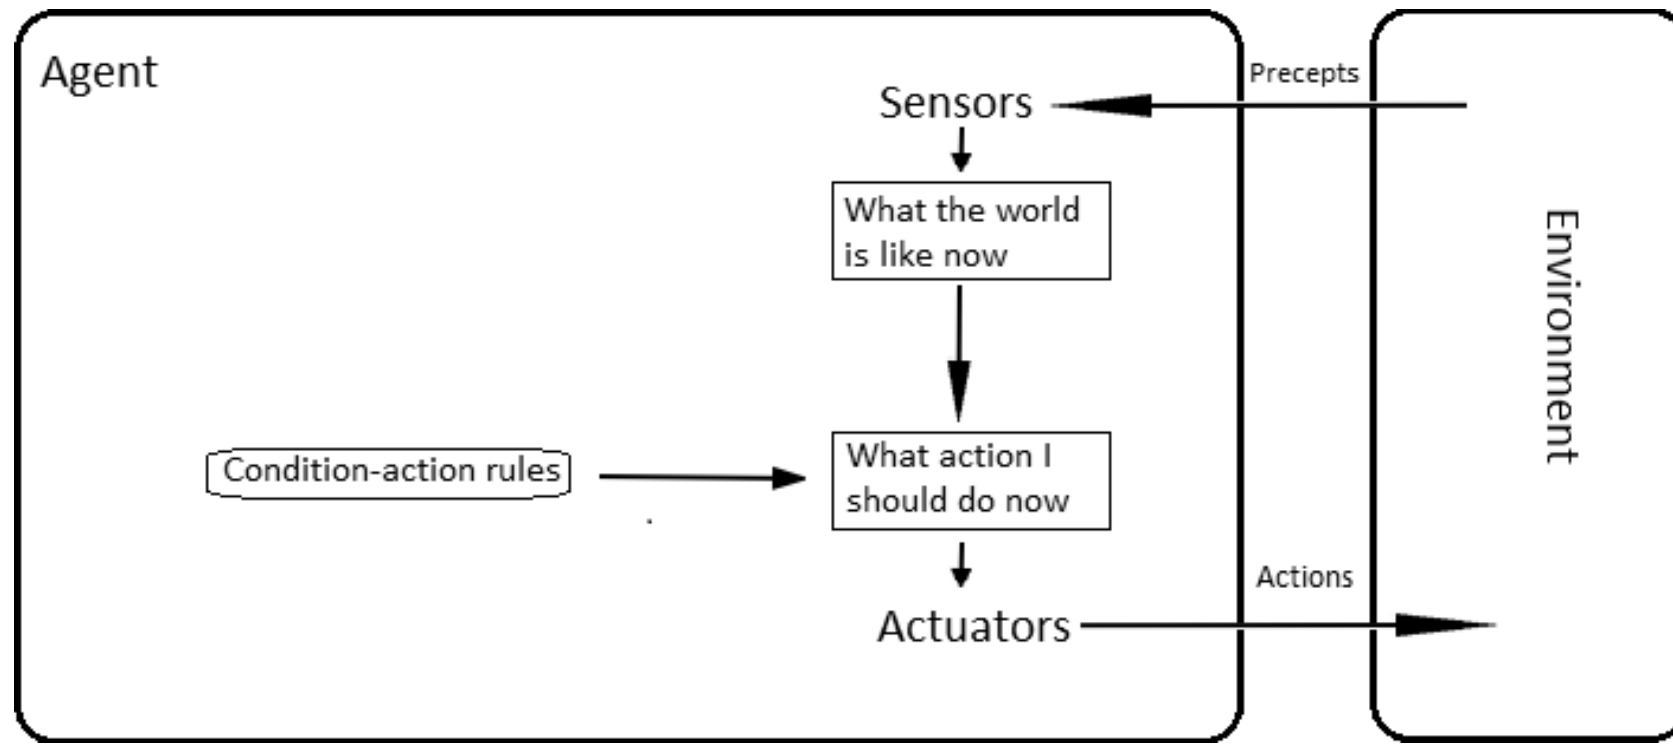 Agent
Precepts
Sensors
What the world
is like now
Environment
Condition-action rules
What action I
should do now
Actions
Actuators